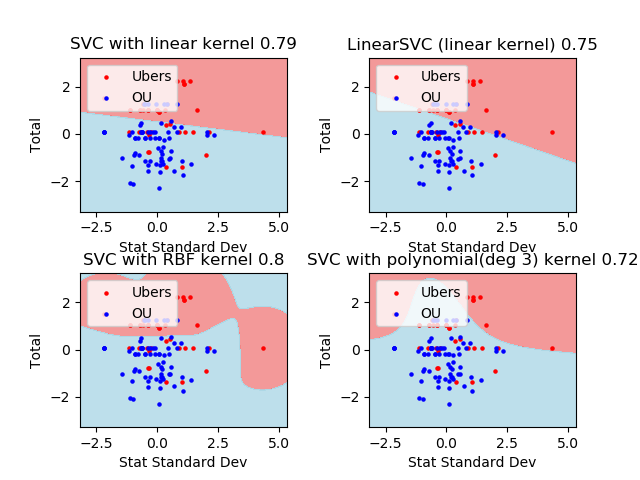 SVC with linear kernel 0.79
LinearSVC (linear kernel) 0.75
Ubers
OU
Total
2
0
−2
−2.5 0.0 2.5 5.0
Stat Standard Dev
Ubers
OU
Total
2
0
−2
−2.5 0.0 2.5 5.0
Stat Standard Dev
SVC with RBF kernel 0.8
SVC with polynomial(deg 3) kernel 0.72
Ubers
OU
Total
2
0
−2
−2.5 0.0 2.5 5.0
Stat Standard Dev
Ubers
OU
Total
2
0
−2
−2.5 0.0 2.5 5.0
Stat Standard Dev